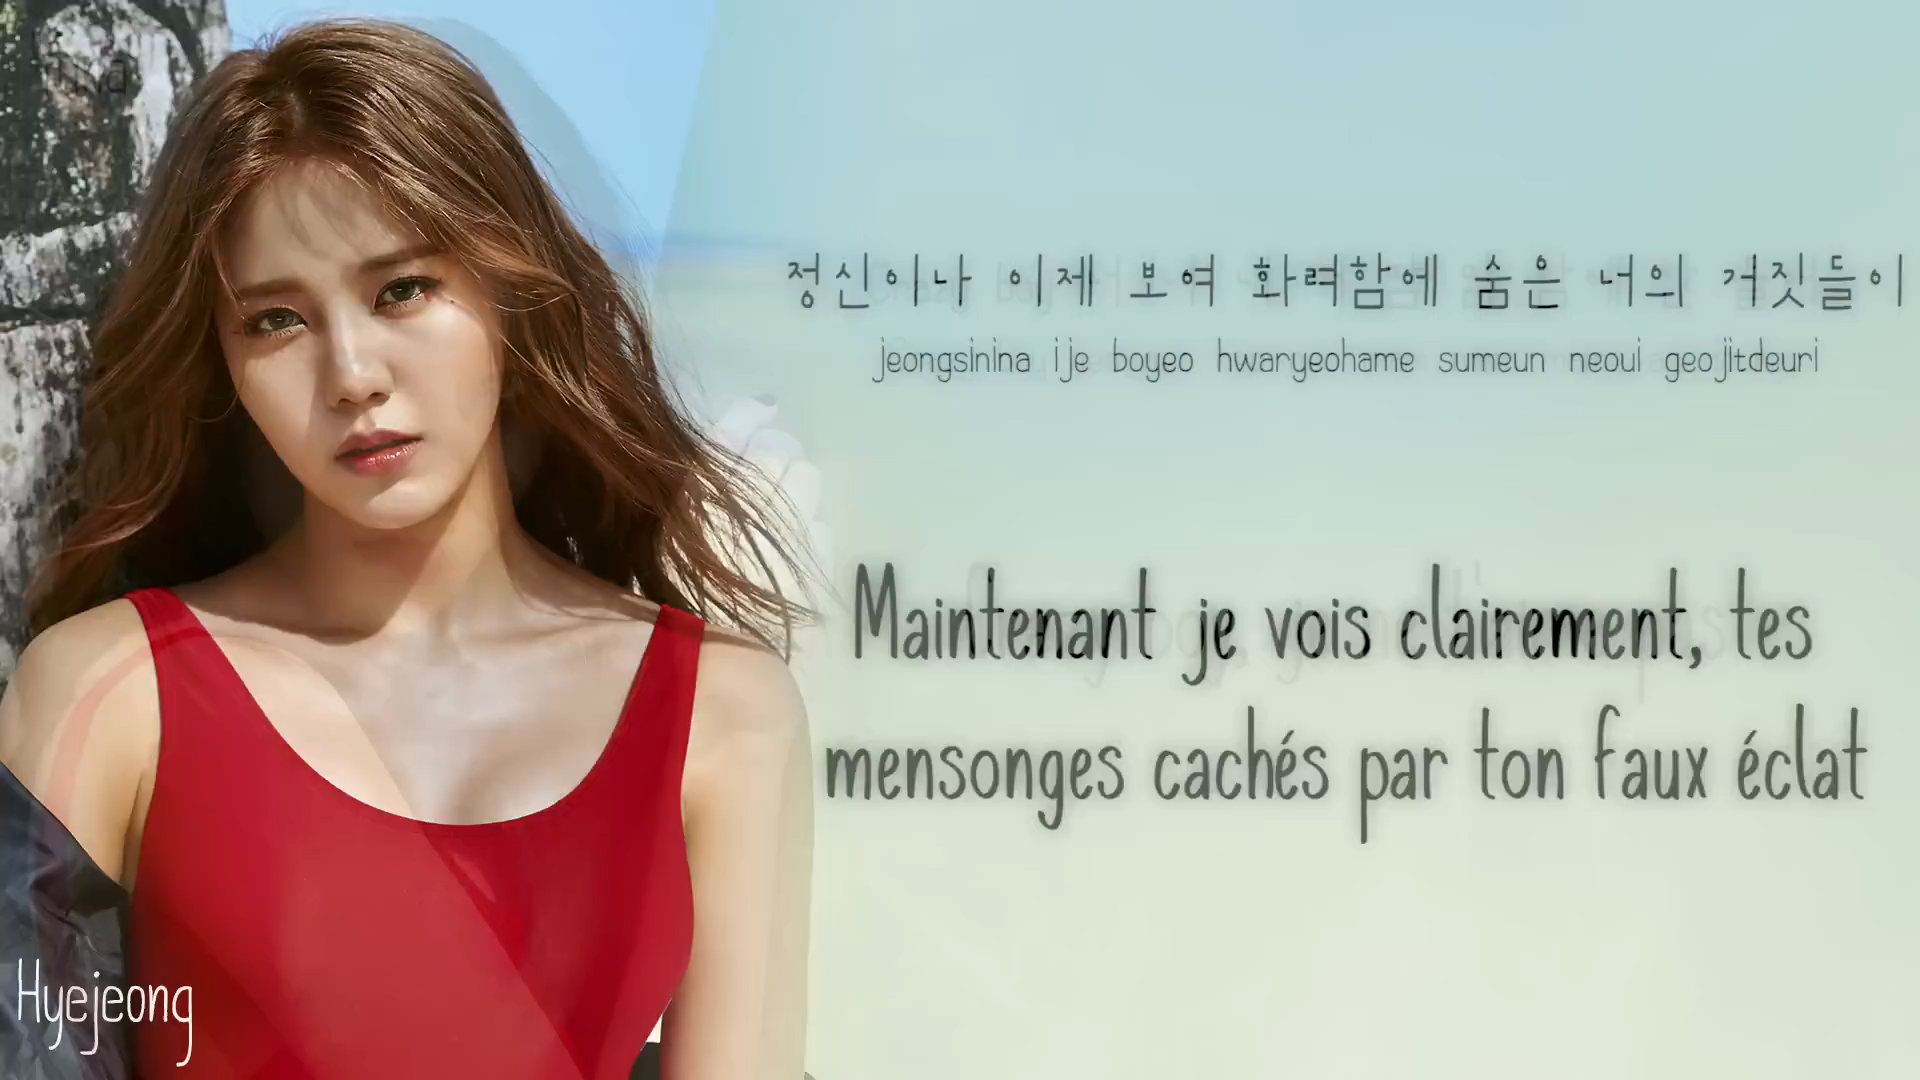 정신이나 이제 보여 화려함에 숨은 너의 거짓들이
jeongsinina ije boyeo hwaryeohame sumeun neoui geojitdeuri
Maintenant je vois clairement, tes
mensonges cachés par ton faux éclat
Hyejeong